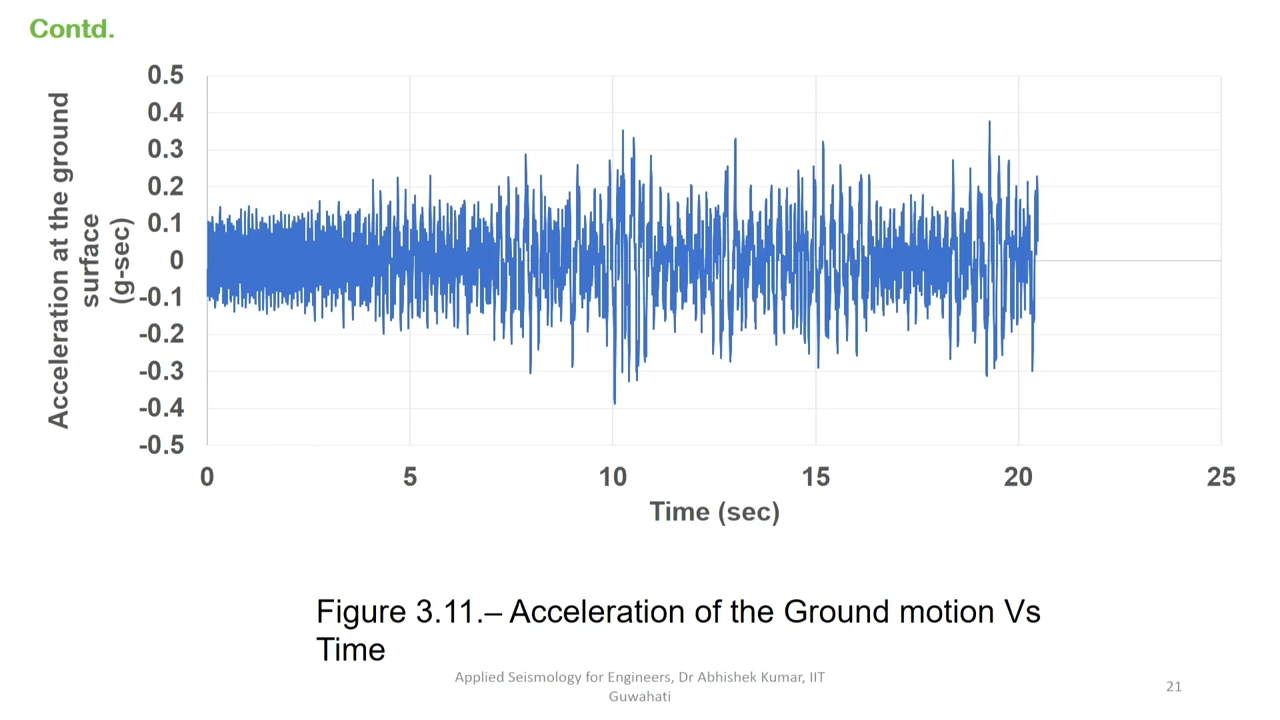 Contd.
Acceleration at the ground
surface
(g-sec)
0.5
0.4
0.3
0.2
0.1
0
-0.1
-0.2
-0.3
-0.4
-0.5
0 5 10 15 20 25
Time (sec)
Figure 3.11.– Acceleration of the Ground motion Vs
Time
Applied Seismology for Engineers, Dr Abhishek Kumar, IIT
Guwahati
21